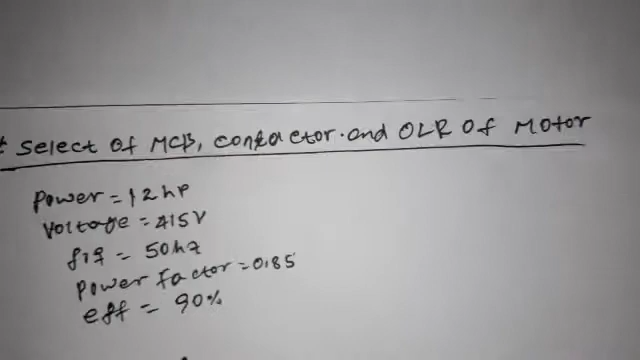 # Select of MCB, contactor. and OLR of Motor
Power = 12 hp
Voltage = 415V
frq = 50hz
Power factor = 0.85
eff = 90%